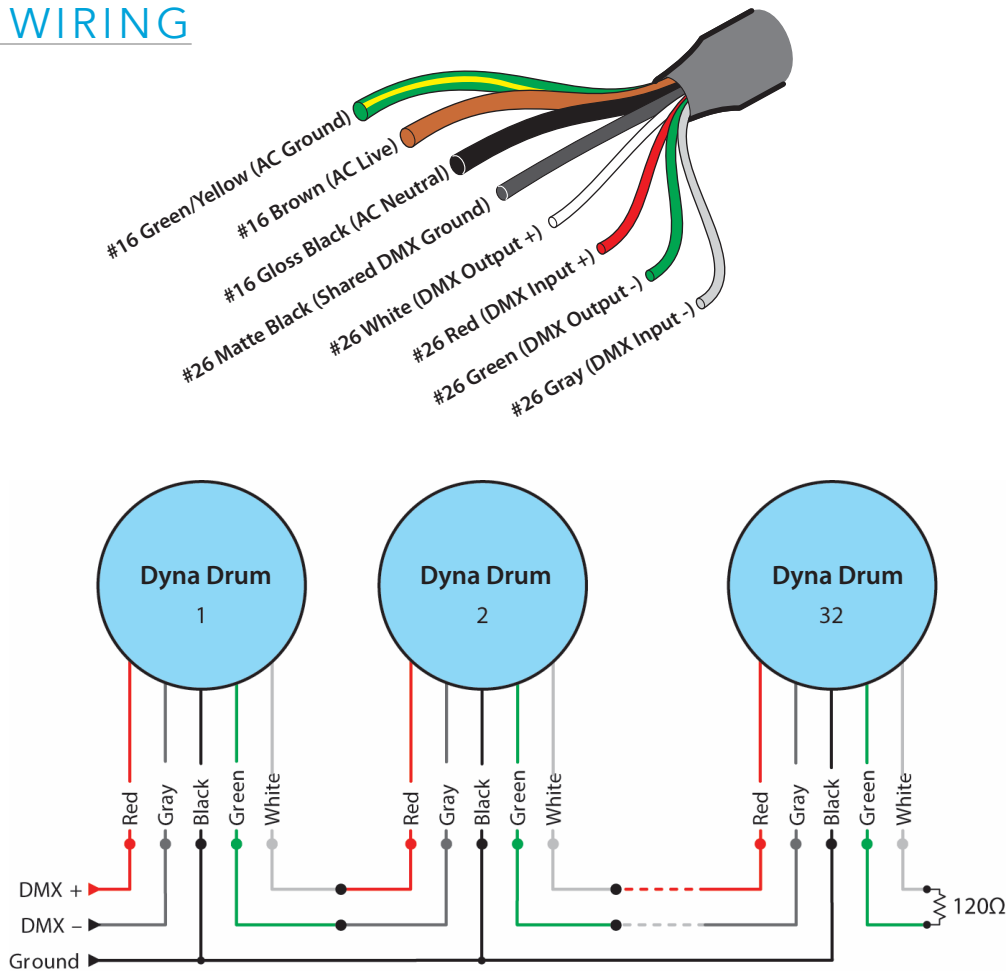 WIRING
#16 Green/Yellow (AC Ground)
#16 Brown (AC Live)
#16 Gloss Black (AC Neutral)
#26 Matte Black (Shared DMX Ground)
#26 White (DMX Output +)
#26 Red (DMX Input +)
#26 Green (DMX Output -)
#26 Gray (DMX Input -)
Dyna Drum
1
Dyna Drum
2
Dyna Drum
32
Red
Gray
Black
Green
White
Red
Gray
Black
Green
White
Red
Gray
Black
Green
White
DMX +
DMX –
Ground
120Ω